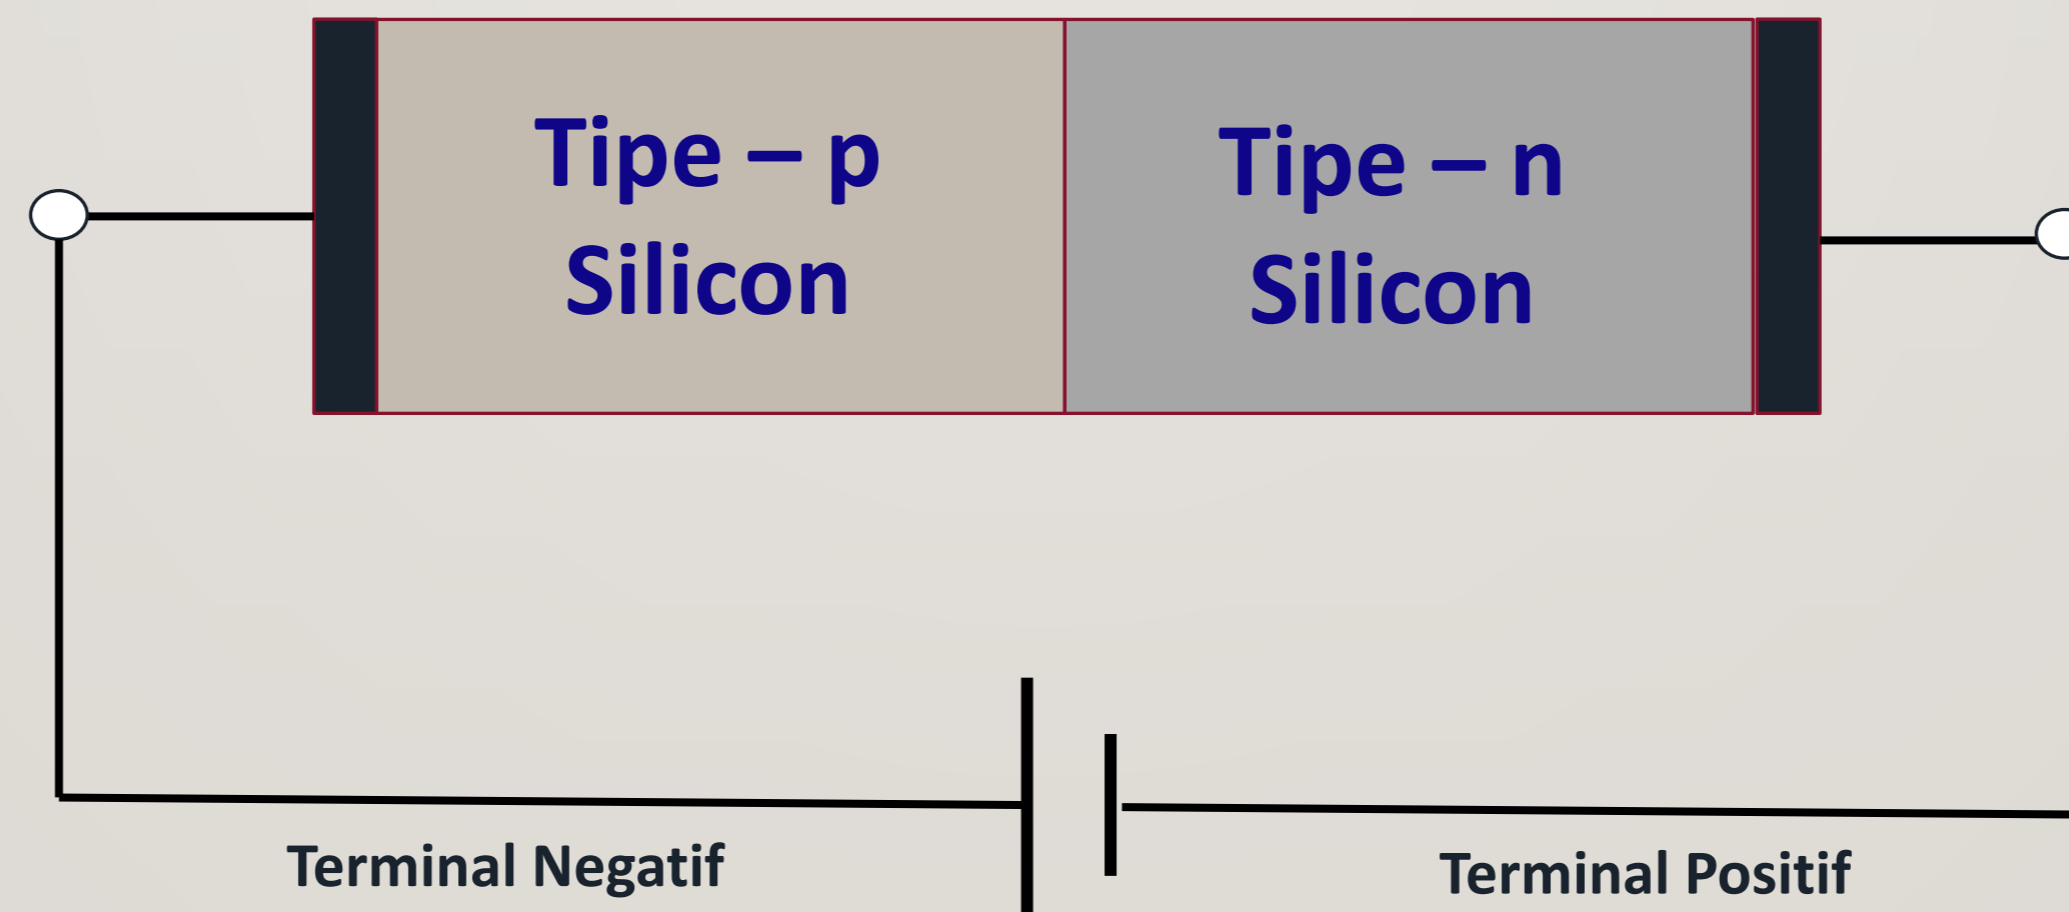 Tipe – p
Silicon
Tipe – n
Silicon
Terminal Negatif
Terminal Positif